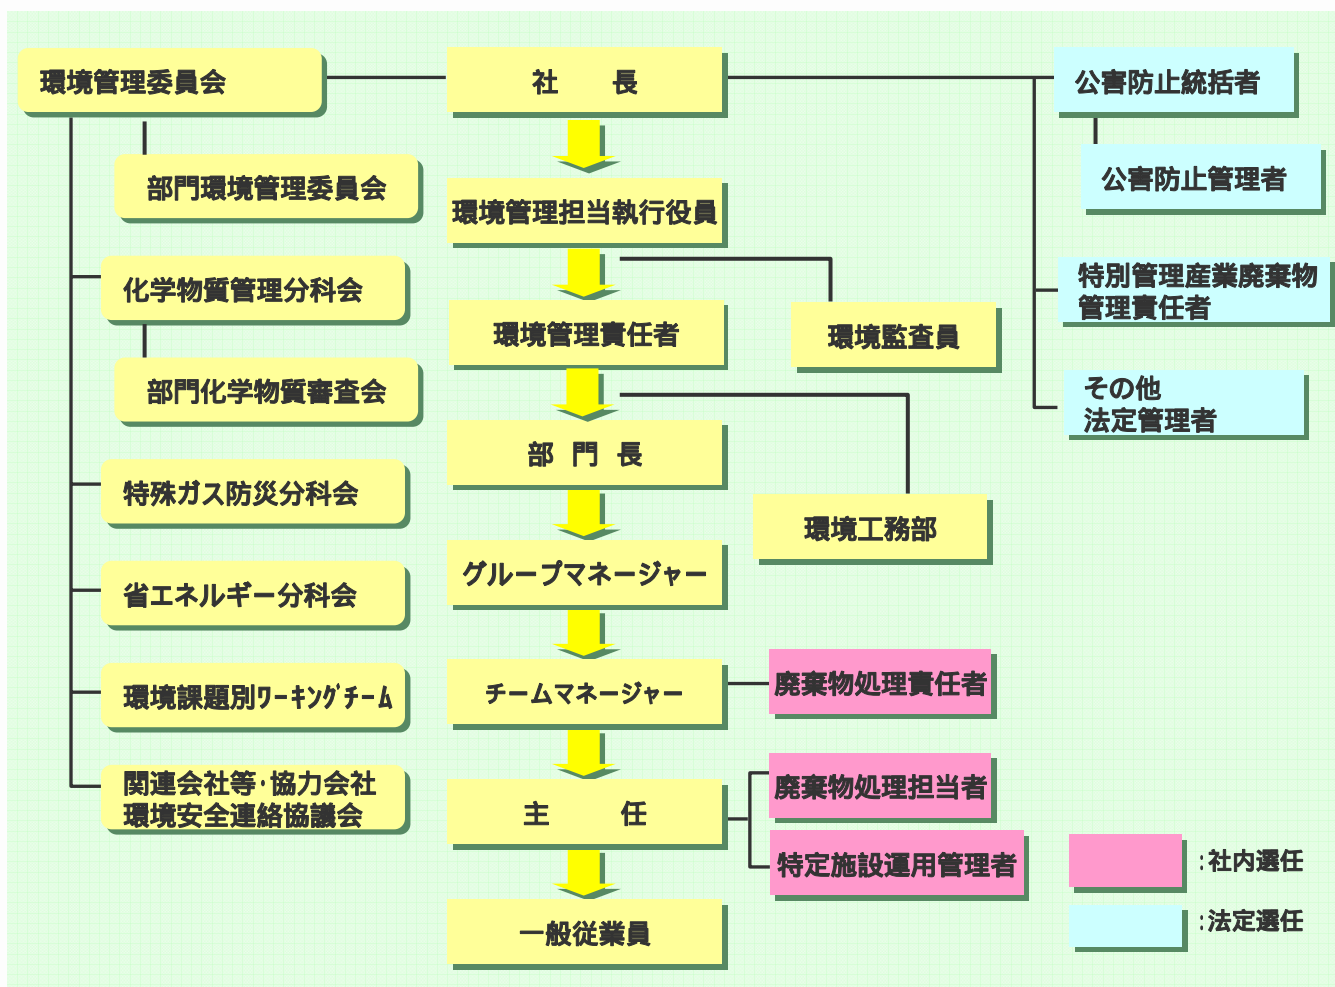 環境管理委員会
部門環境管理委員会
化学物質管理分科会
部門化学物質審査会
特殊ガス防災分科会
省エネルギー分科会
環境課題別ﾜｰｷﾝｸﾞﾁｰﾑ
関連会社等･協力会社
環境安全連絡協議会
社　長
環境管理担当執行役員
環境管理責任者
環境監査員
部 門 長
環境工務部
グループマネージャー
チームマネージャー
廃棄物処理責任者
主　任
廃棄物処理担当者
特定施設運用管理者
一般従業員
公害防止統括者
公害防止管理者
特別管理産業廃棄物
管理責任者
その他
法定管理者
:社内選任
:法定選任